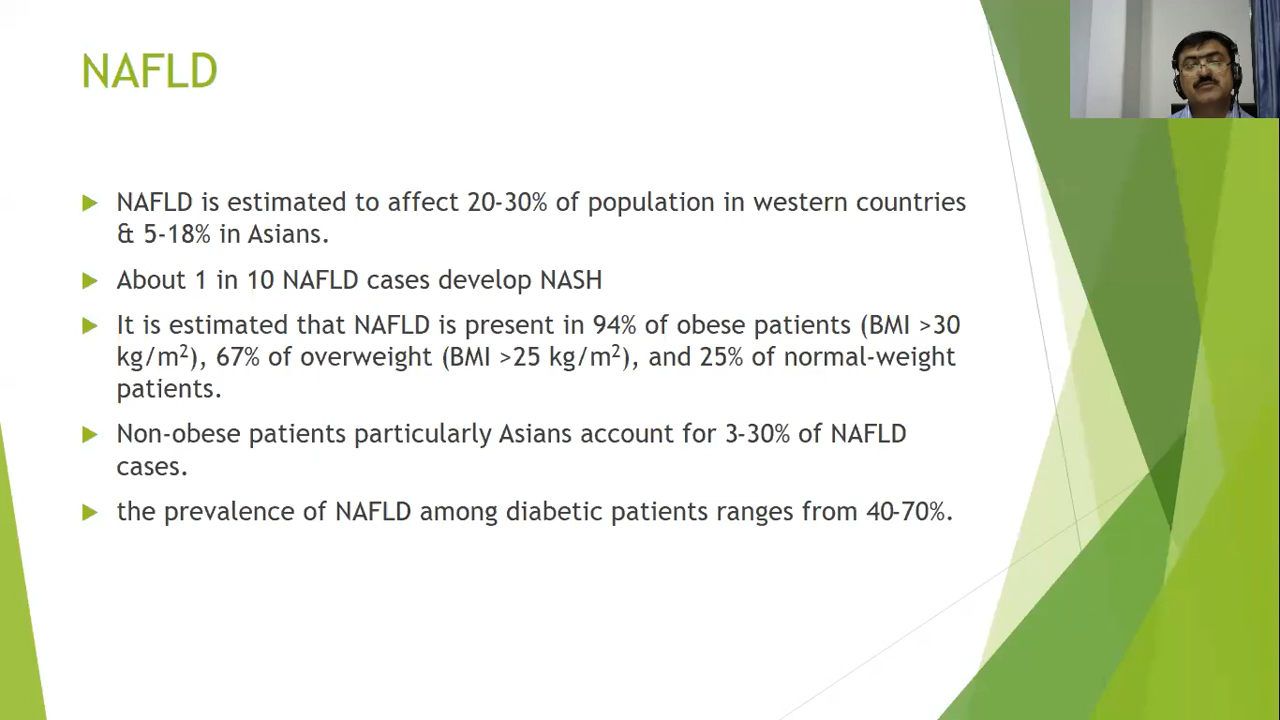 NAFLD
NAFLD is estimated to affect 20-30% of population in western countries
& 5-18% in Asians.
About 1 in 10 NAFLD cases develop NASH
It is estimated that NAFLD is present in 94% of obese patients (BMI >30
kg/m²), 67% of overweight (BMI >25 kg/m²), and 25% of normal-weight
patients.
Non-obese patients particularly Asians account for 3-30% of NAFLD
cases.
the prevalence of NAFLD among diabetic patients ranges from 40-70%.